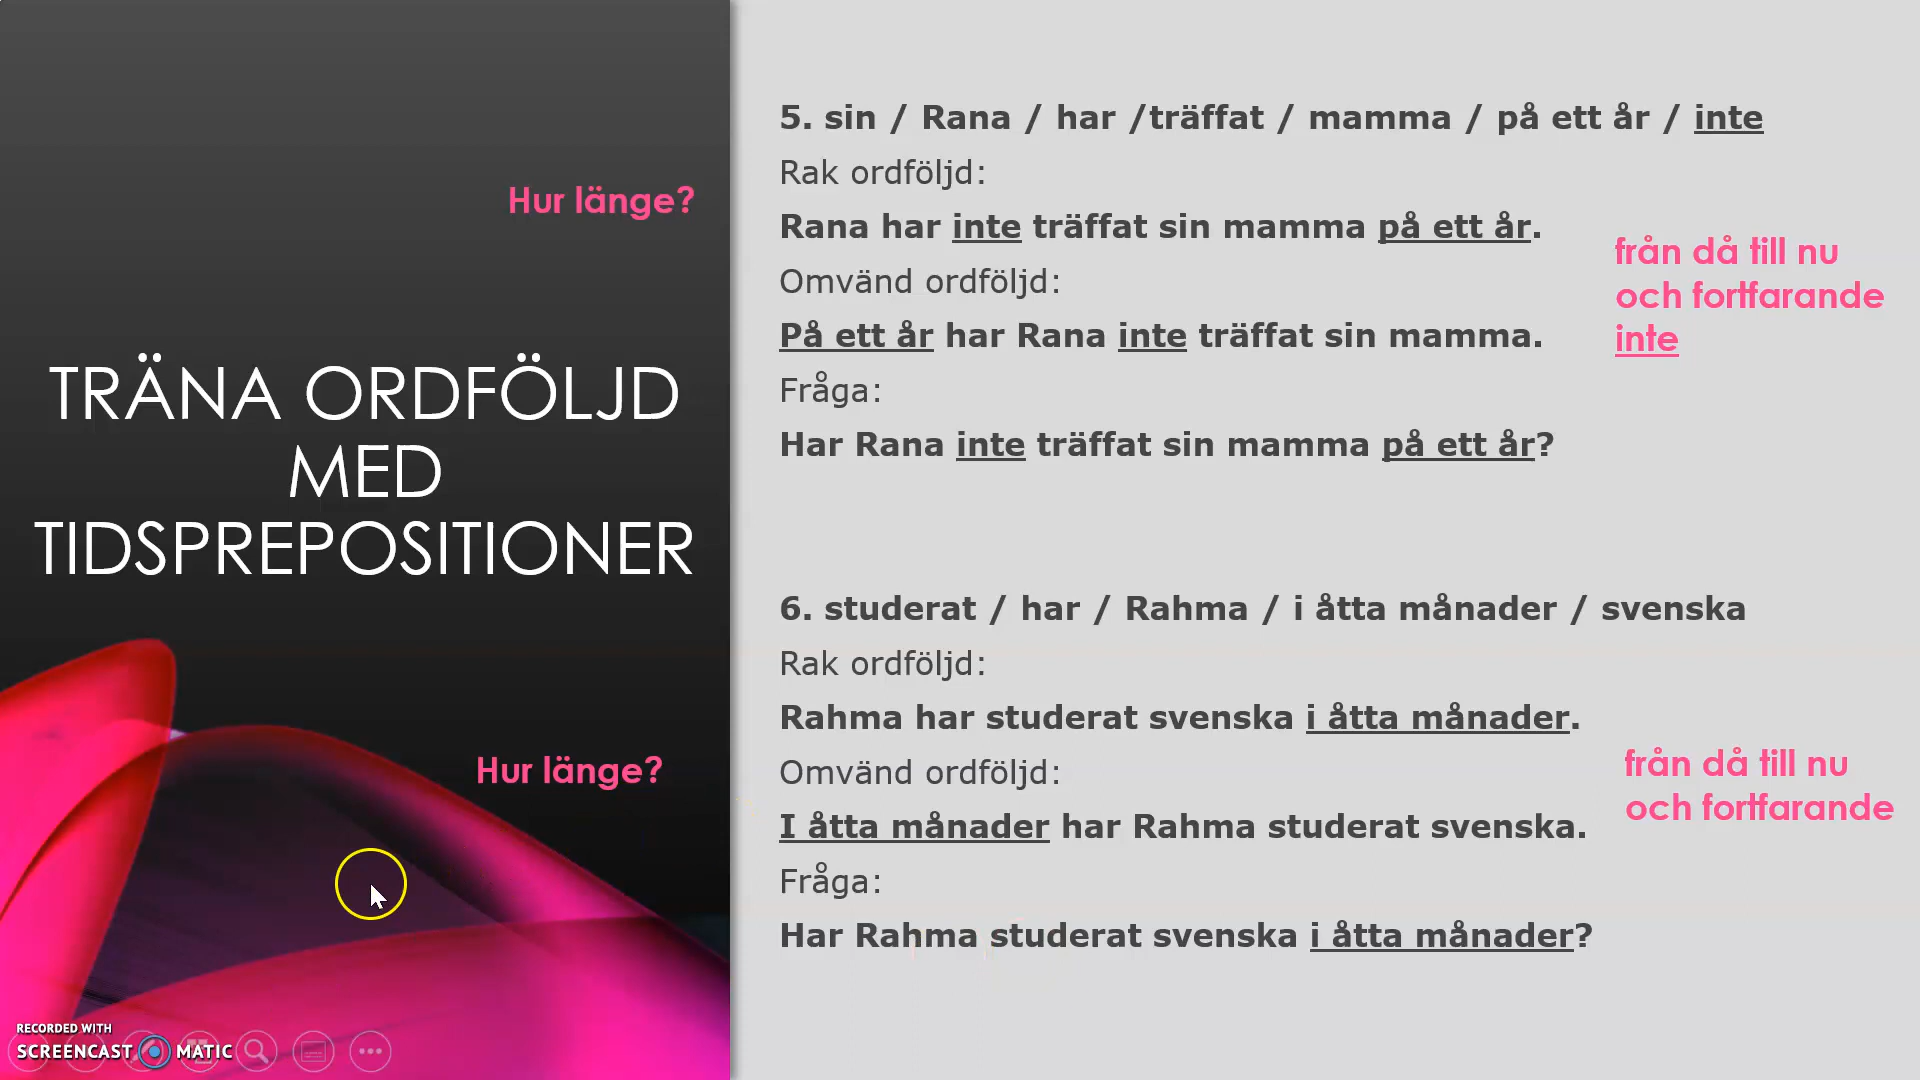 Hur länge?
TRÄNA ORDFÖLJD
MED
TIDSPREPOSITIONER
Hur länge?
RECORDED WITH
SCREENCAST MATIC
5. sin / Rana / har /träffat / mamma / på ett år / inte
Rak ordföljd:
Rana har inte träffat sin mamma på ett år.
Omvänd ordföljd:
På ett år har Rana inte träffat sin mamma.
Fråga:
Har Rana inte träffat sin mamma på ett år?
från då till nu
och fortfarande
inte
6. studerat / har / Rahma / i åtta månader / svenska
Rak ordföljd:
Rahma har studerat svenska i åtta månader.
Omvänd ordföljd:
I åtta månader har Rahma studerat svenska.
Fråga:
Har Rahma studerat svenska i åtta månader?
från då till nu
och fortfarande